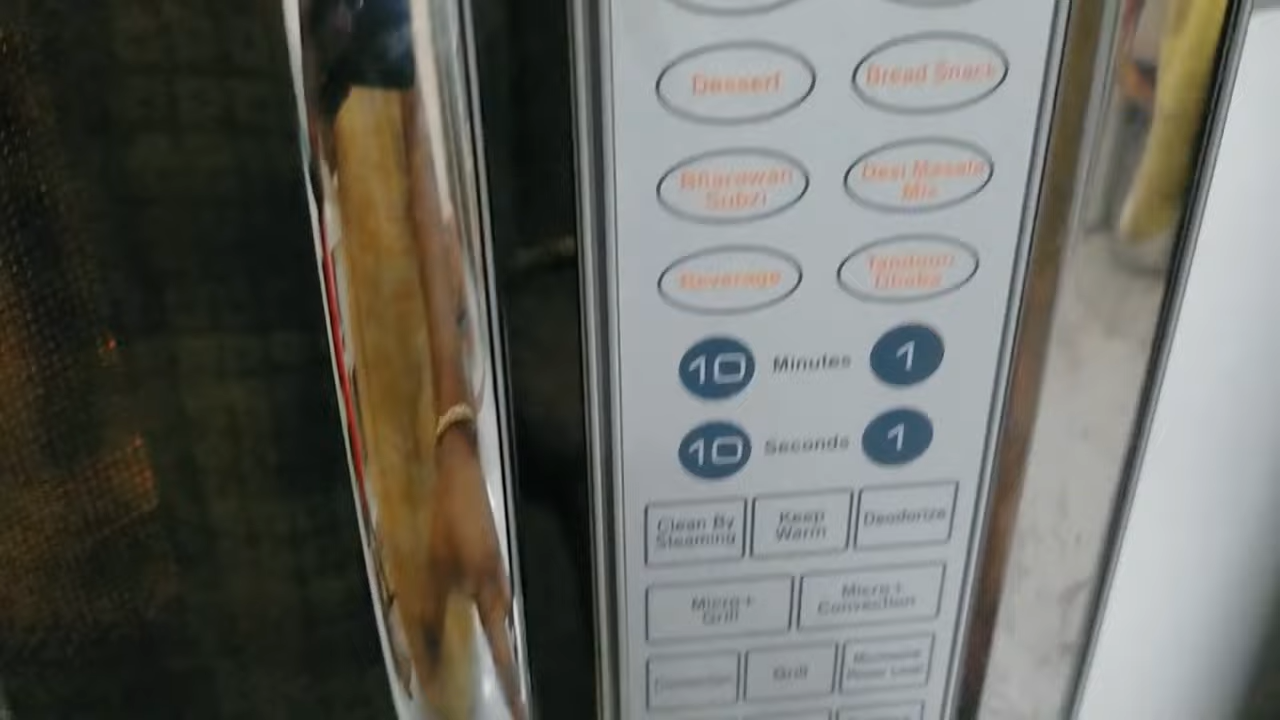 Dessert
Bread Snack
Bharawan
Subzi
Desi Masala
Mix
Beverage
Tandoori
Dhaba
10 Minutes 1
10 Seconds 1
Clean By
Steaming
Keep
Warm
Deodorize
Micro+
Grill
Micro+
Convection
Grill